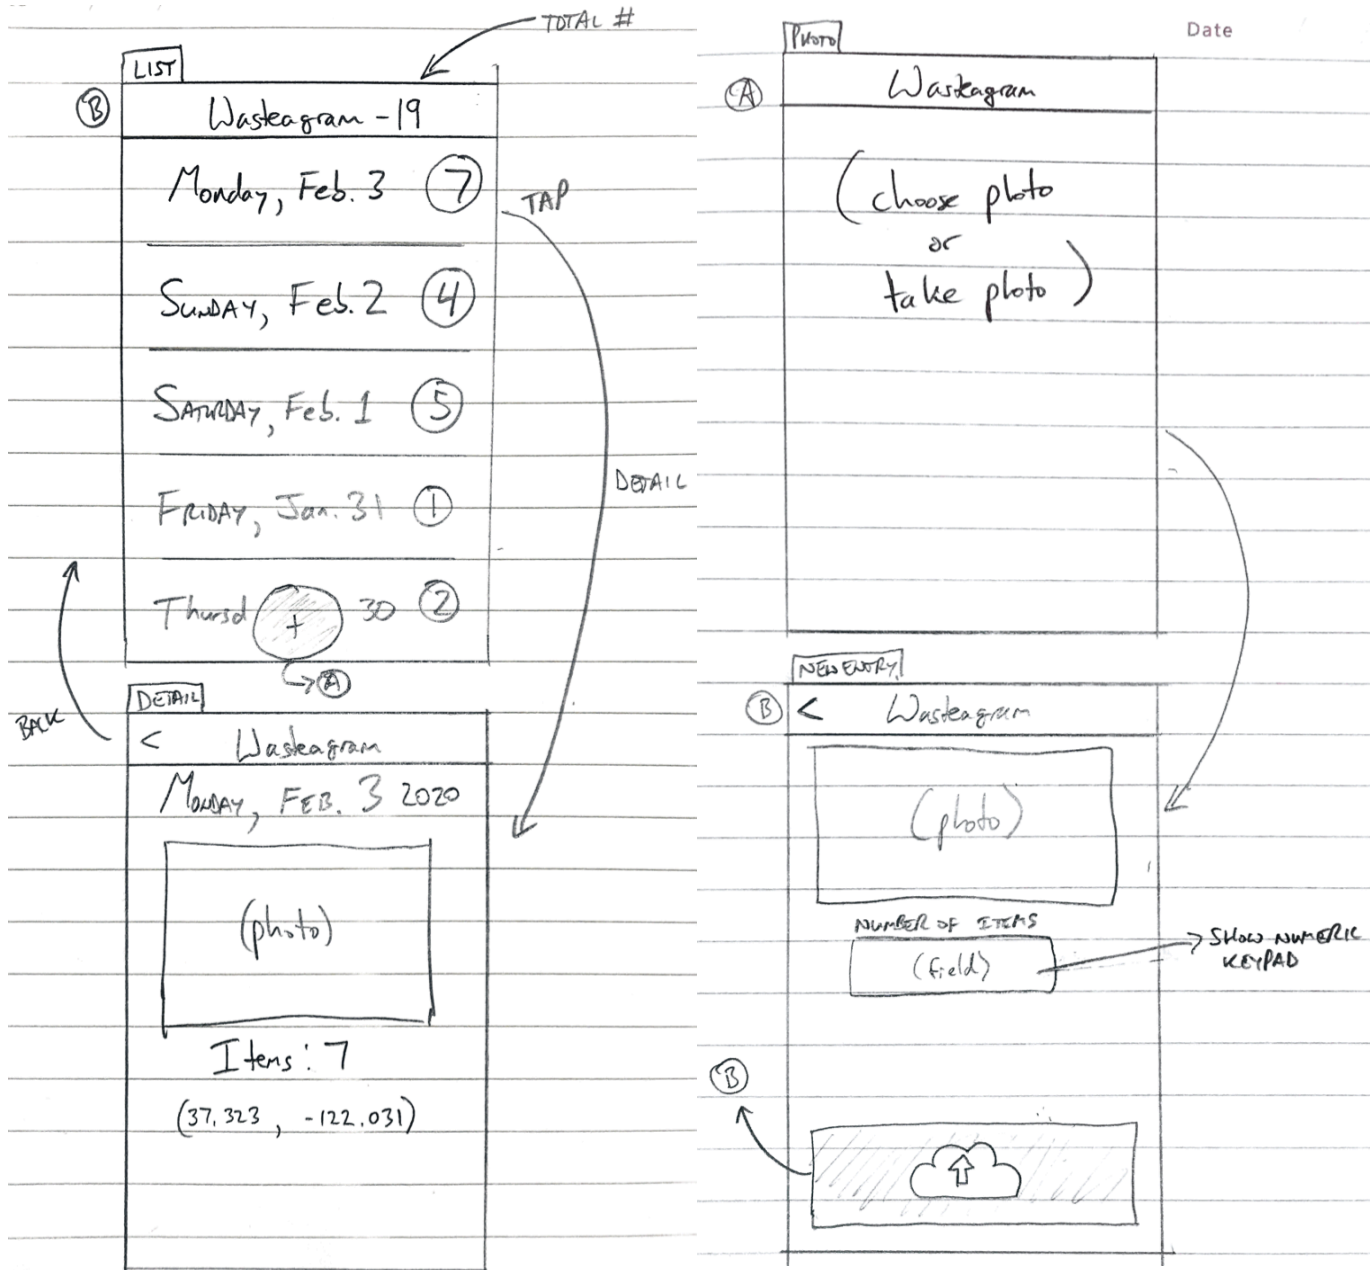 TOTAL #
LIST
B
Wasteagram - 19
Monday, Feb. 3 7
TAP
SUNDAY, Feb. 2 4
SATURDAY, Feb. 1 5
DETAIL
FRIDAY, Jan. 31 1
Thursd + 30 2
A
BACK
DETAIL
< Wasteagram
MONDAY, FEB. 3 2020
(photo)
Items: 7
(37.323, -122.031)
Date
PHOTO
A
Wasteagram
(choose photo
or
take photo)
NEW ENTRY
B < Wasteagram
(photo)
NUMBER OF ITEMS
(field)
SHOW NUMERIC
KEYPAD
B